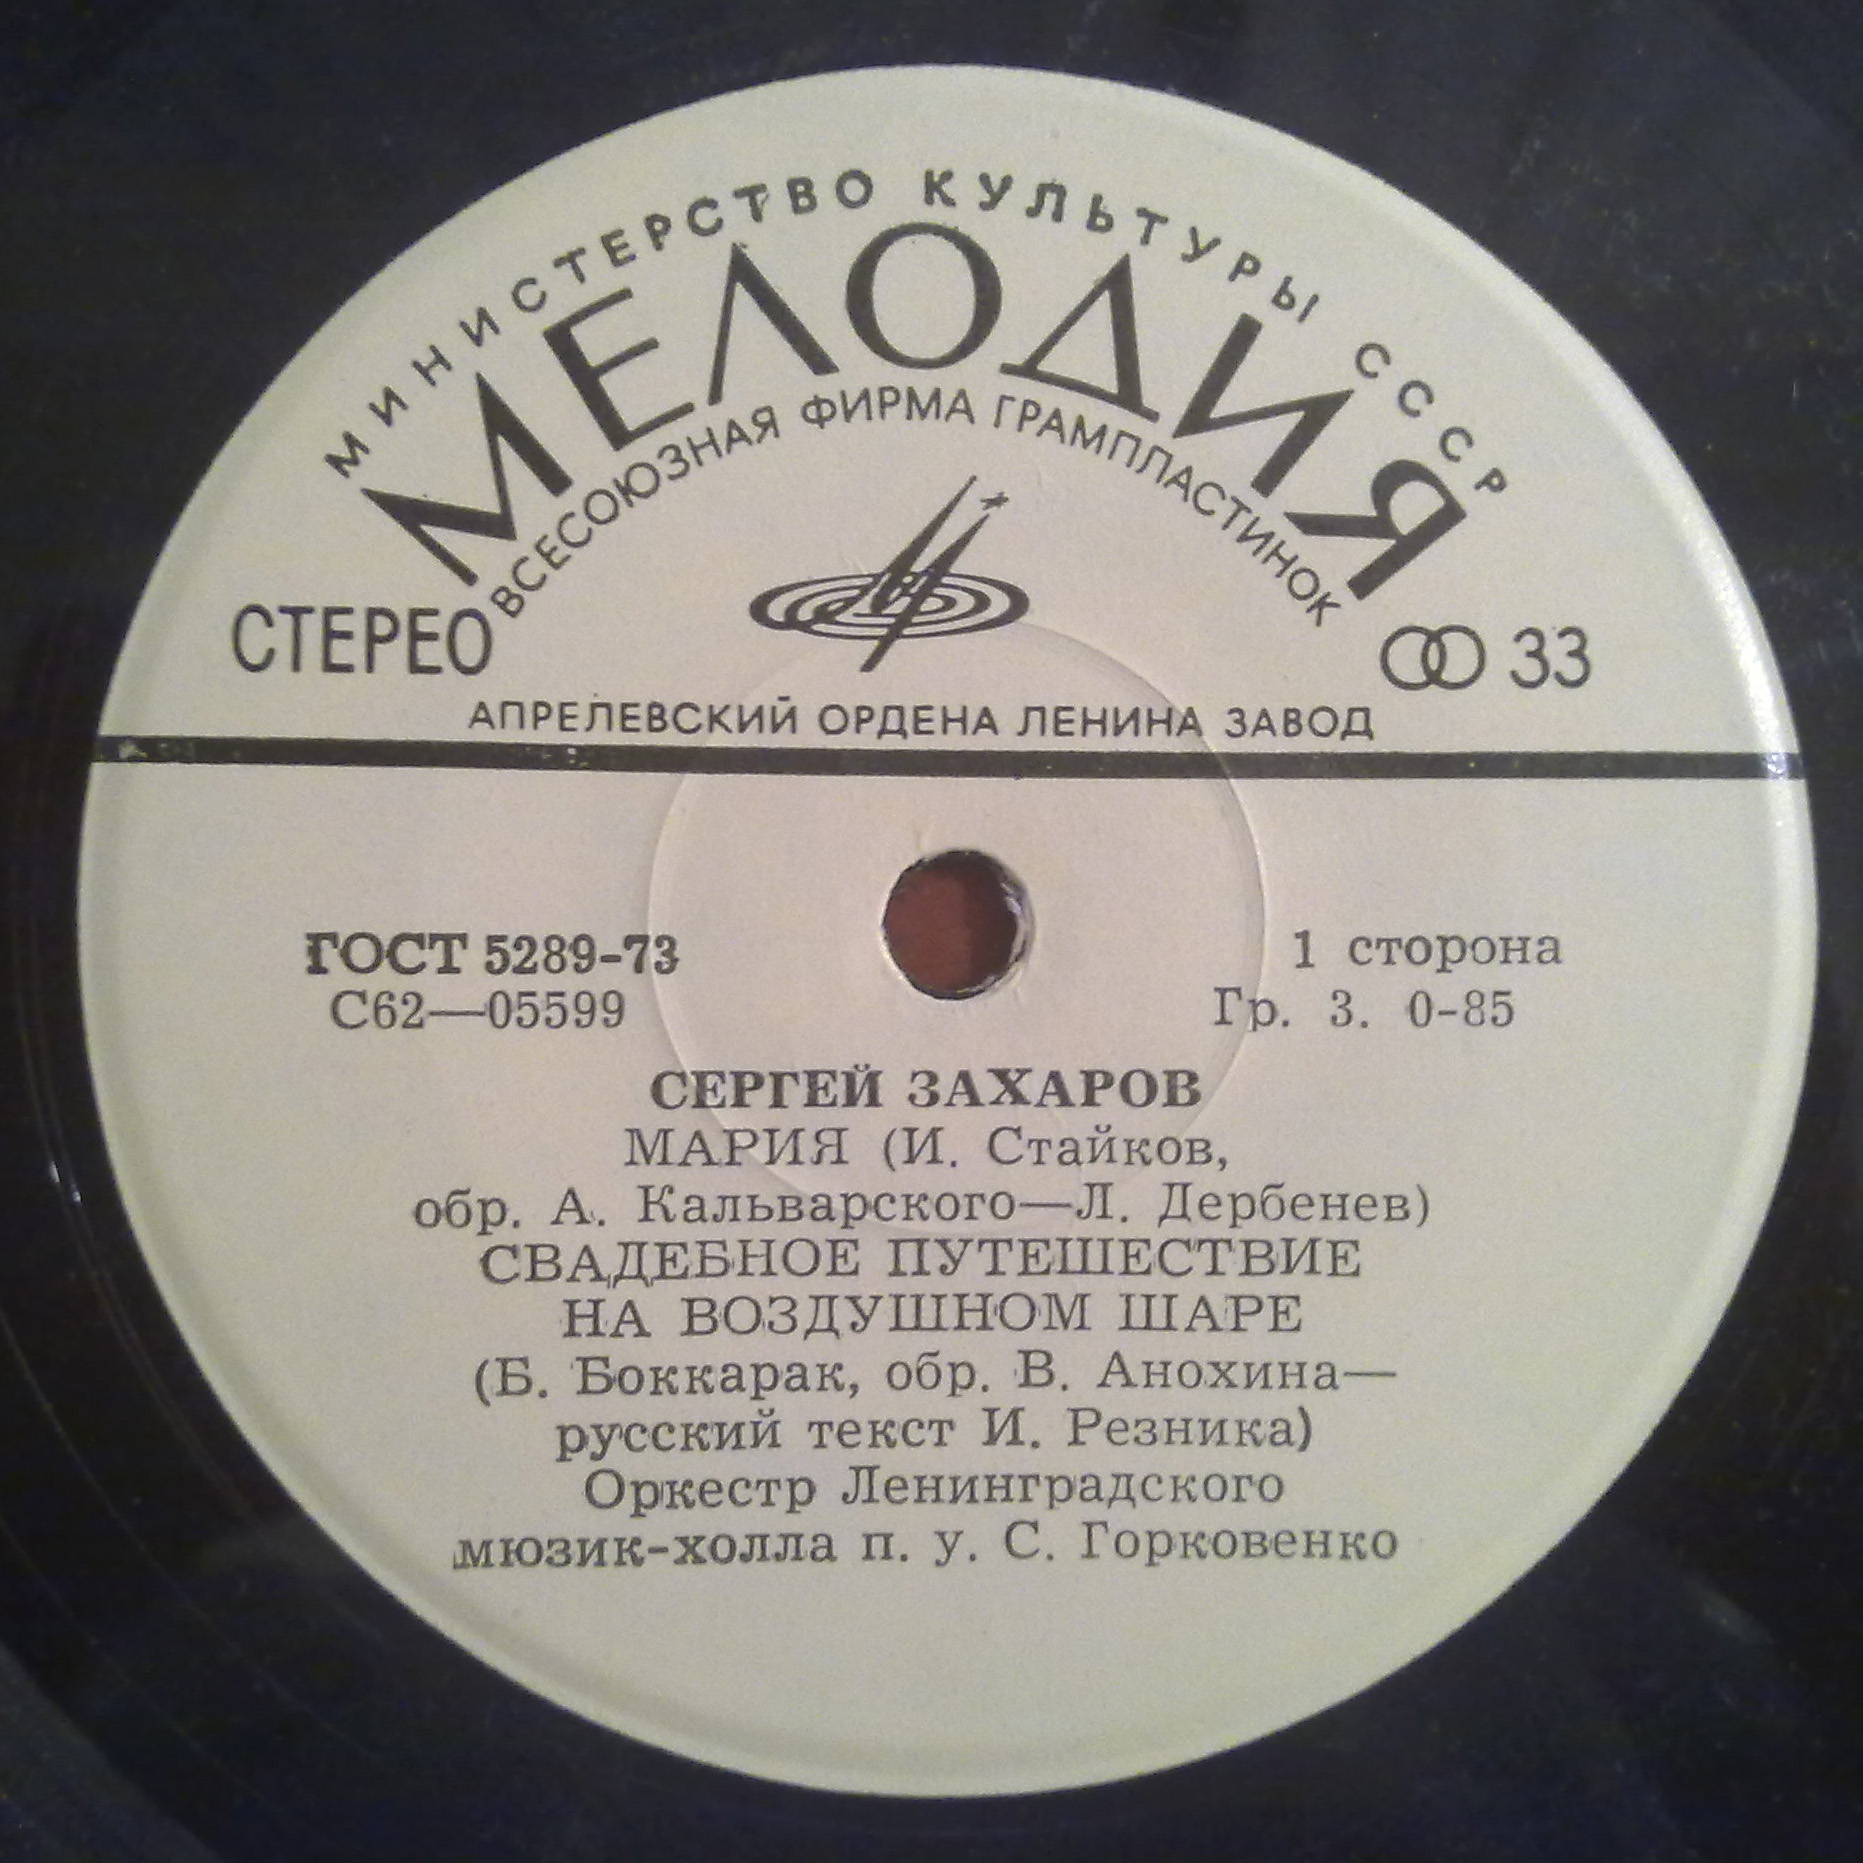 МИНИСТЕРСТВО КУЛЬТУРЫ СССР
МЕЛОДИЯ
ВСЕСОЮЗНАЯ ФИРМА ГРАМПЛАСТИНОК
СТЕРЕО
33
АПРЕЛЕВСКИЙ ОРДЕНА ЛЕНИНА ЗАВОД
ГОСТ 5289-73
1 сторона
С62—05599
Гр. 3. 0-85
СЕРГЕЙ ЗАХАРОВ
МАРИЯ (И. Стайков,
обр. А. Кальварского—Л. Дербенев)
СВАДЕБНОЕ ПУТЕШЕСТВИЕ
НА ВОЗДУШНОМ ШАРЕ
(Б. Боккарак, обр. В. Анохина—
русский текст И. Резника)
Оркестр Ленинградского
мюзик-холла п. у. С. Горковенко